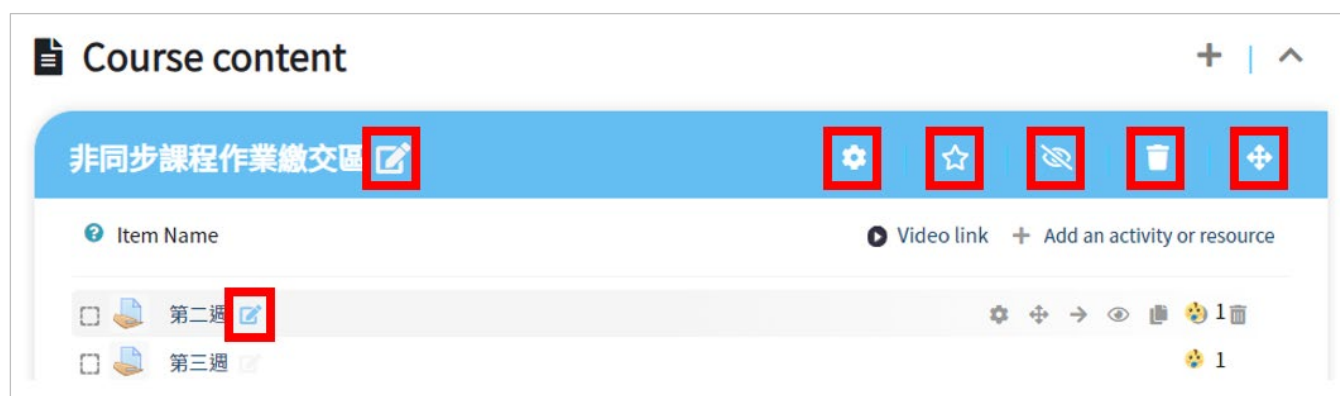 Course content
非同步課程作業繳交區
Item Name Video link Add an activity or resource
第二週 1
第三週 1